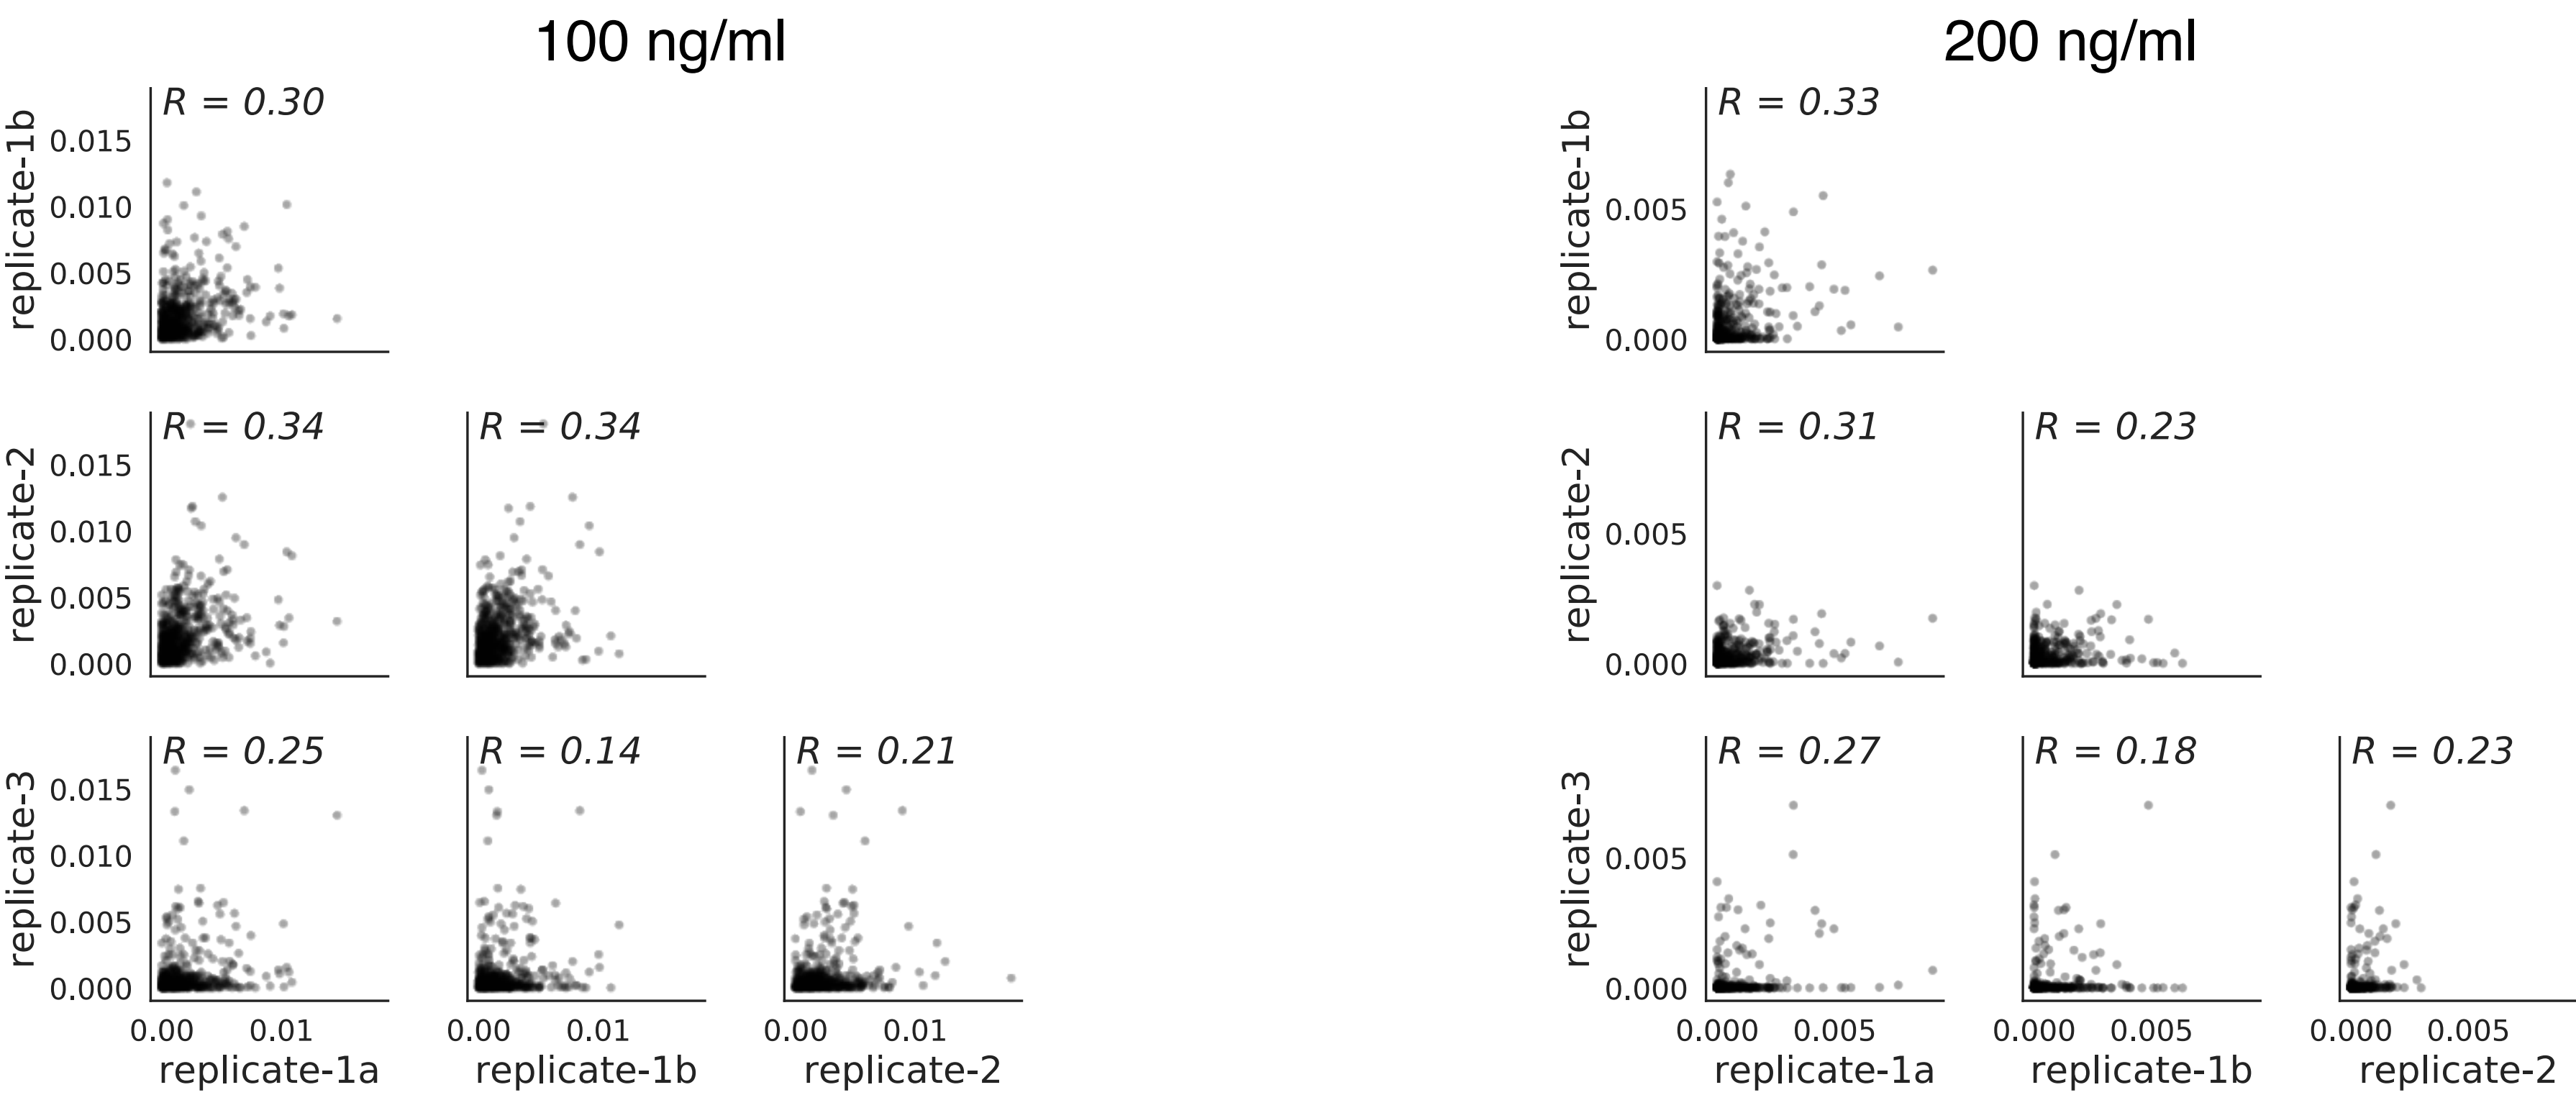 100 ng/ml
200 ng/ml
replicate-1b
R = 0.30
0.015
0.010
0.005
0.000
replicate-1b
R = 0.33
0.005
0.000
replicate-2
R = 0.34
0.015
0.010
0.005
0.000
R = 0.34
replicate-2
R = 0.31
0.005
0.000
R = 0.23
replicate-3
R = 0.25
0.015
0.010
0.005
0.000
0.00 0.01
replicate-1a
R = 0.14
0.00 0.01
replicate-1b
R = 0.21
0.00 0.01
replicate-2
replicate-3
R = 0.27
0.005
0.000
0.000 0.005
replicate-1a
R = 0.18
0.000 0.005
replicate-1b
R = 0.23
0.000 0.005
replicate-2